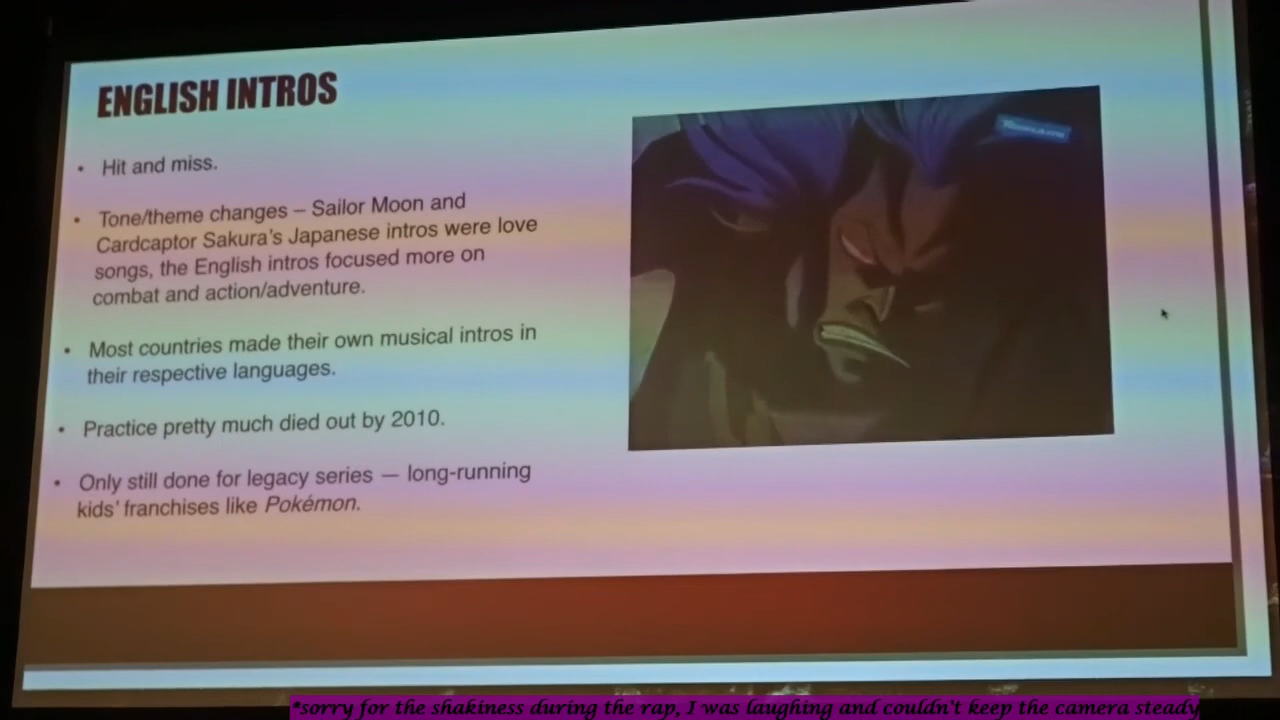 ENGLISH INTROS
• Hit and miss.
• Tone/theme changes – Sailor Moon and
Cardcaptor Sakura's Japanese intros were love
songs, the English intros focused more on
combat and action/adventure.
• Most countries made their own musical intros in
their respective languages.
• Practice pretty much died out by 2010.
• Only still done for legacy series — long-running
kids' franchises like Pokémon.
*sorry for the shakiness during the rap, I was laughing and couldn't keep the camera steady